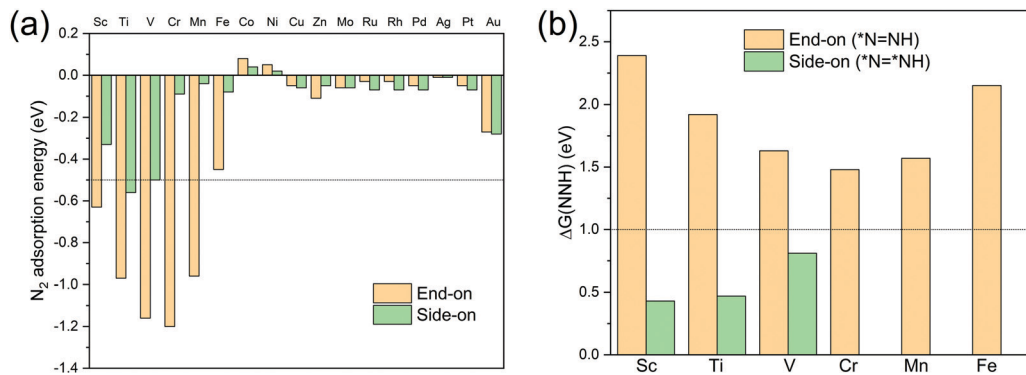 (a)
Sc Ti V Cr Mn Fe Co Ni Cu Zn Mo Ru Rh Pd Ag Pt Au
0.2
0.0
-0.2
-0.4
-0.6
-0.8
-1.0
-1.2
-1.4
N₂ adsorption energy (eV)
End-on
Side-on
(b)
End-on (*N=NH)
Side-on (*N=*NH)
2.5
2.0
1.5
1.0
0.5
0.0
ΔG(NNH) (eV)
Sc Ti V Cr Mn Fe